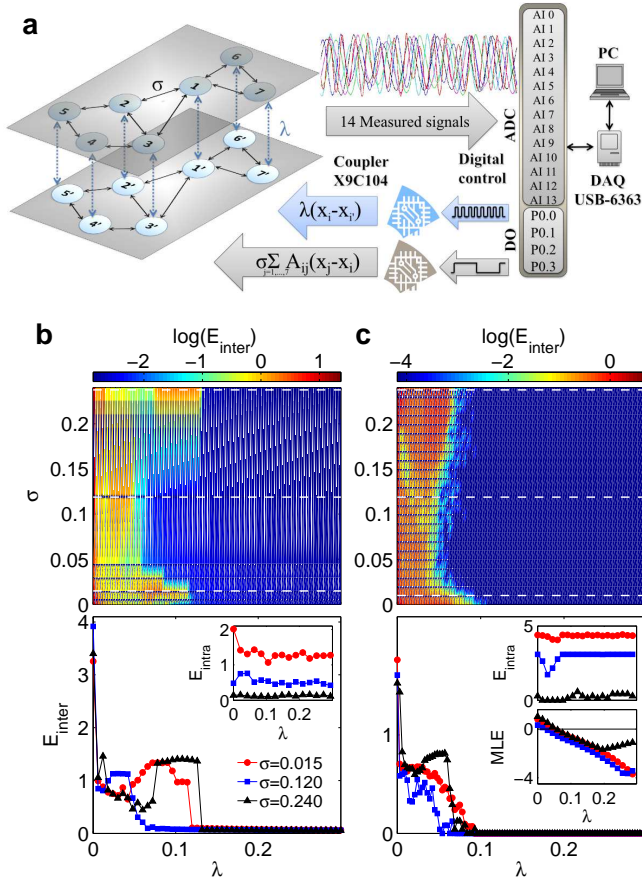 a
σ
λ
6
7
1
2
5
4
3
6'
7'
1'
2'
5'
4'
3'
14 Measured signals
Coupler
X9C104
Digital
control
λ(xi-xi')
σΣ Aij(xj-xi)
j=1,...,7
ADC
DO
AI 0
AI 1
AI 2
AI 3
AI 4
AI 5
AI 6
AI 7
AI 8
AI 9
AI 10
AI 11
AI 12
AI 13
P0.0
P0.1
P0.2
P0.3
PC
DAQ
USB-6363
b
log(E_inter)
−2 −1 0 1
σ
0.2
0.15
0.1
0.05
0
c
log(E_inter)
−4 −2 0
0.2
0.15
0.1
0.05
0
E_inter
4
3
2
1
0
0 0.1 0.2
λ
E_intra
2
1
0
0 0.1 0.2
λ
σ=0.015
σ=0.120
σ=0.240
1
0
0 0.1 0.2
λ
E_intra
5
0
MLE
0
−4
0 0.1 0.2
λ